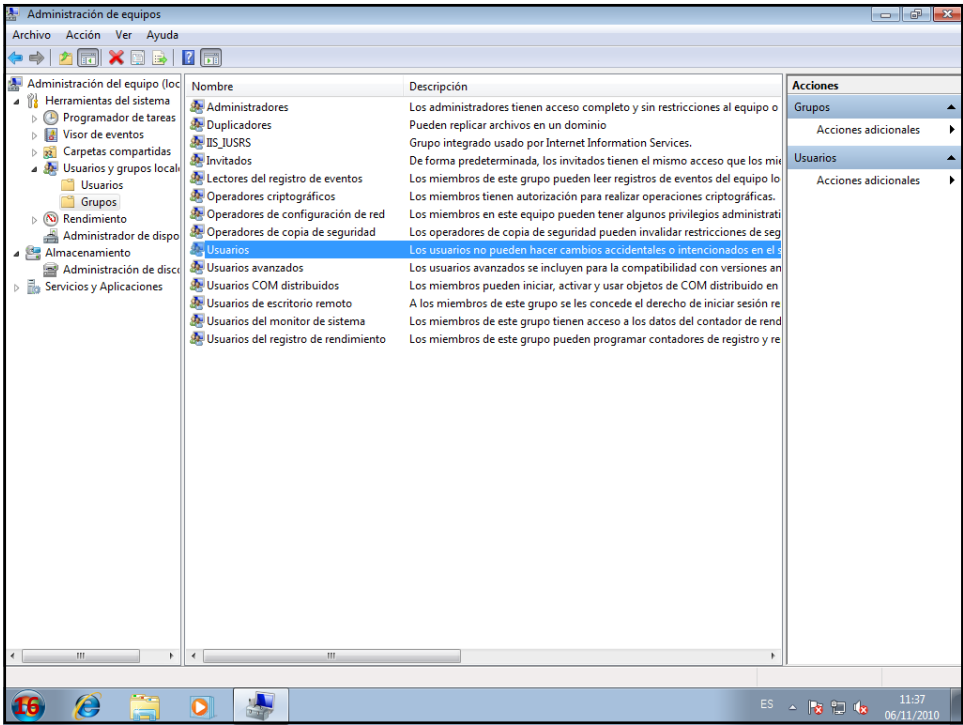 Administración de equipos
Archivo Acción Ver Ayuda
Administración del equipo (loc
Herramientas del sistema
Programador de tareas
Visor de eventos
Carpetas compartidas
Usuarios y grupos locale
Usuarios
Grupos
Rendimiento
Administrador de dispo
Almacenamiento
Administración de disco
Servicios y Aplicaciones
Nombre Descripción
Administradores Los administradores tienen acceso completo y sin restricciones al equipo o
Duplicadores Pueden replicar archivos en un dominio
IIS_IUSRS Grupo integrado usado por Internet Information Services.
Invitados De forma predeterminada, los invitados tienen el mismo acceso que los mie
Lectores del registro de eventos Los miembros de este grupo pueden leer registros de eventos del equipo lo
Operadores criptográficos Los miembros tienen autorización para realizar operaciones criptográficas.
Operadores de configuración de red Los miembros en este equipo pueden tener algunos privilegios administrati
Operadores de copia de seguridad Los operadores de copia de seguridad pueden invalidar restricciones de seg
Usuarios Los usuarios no pueden hacer cambios accidentales o intencionados en el s
Usuarios avanzados Los usuarios avanzados se incluyen para la compatibilidad con versiones an
Usuarios COM distribuidos Los miembros pueden iniciar, activar y usar objetos de COM distribuido en
Usuarios de escritorio remoto A los miembros de este grupo se les concede el derecho de iniciar sesión re
Usuarios del monitor de sistema Los miembros de este grupo tienen acceso a los datos del contador de rend
Usuarios del registro de rendimiento Los miembros de este grupo pueden programar contadores de registro y re
Acciones
Grupos
Acciones adicionales
Usuarios
Acciones adicionales
16
ES
11:37
06/11/2010